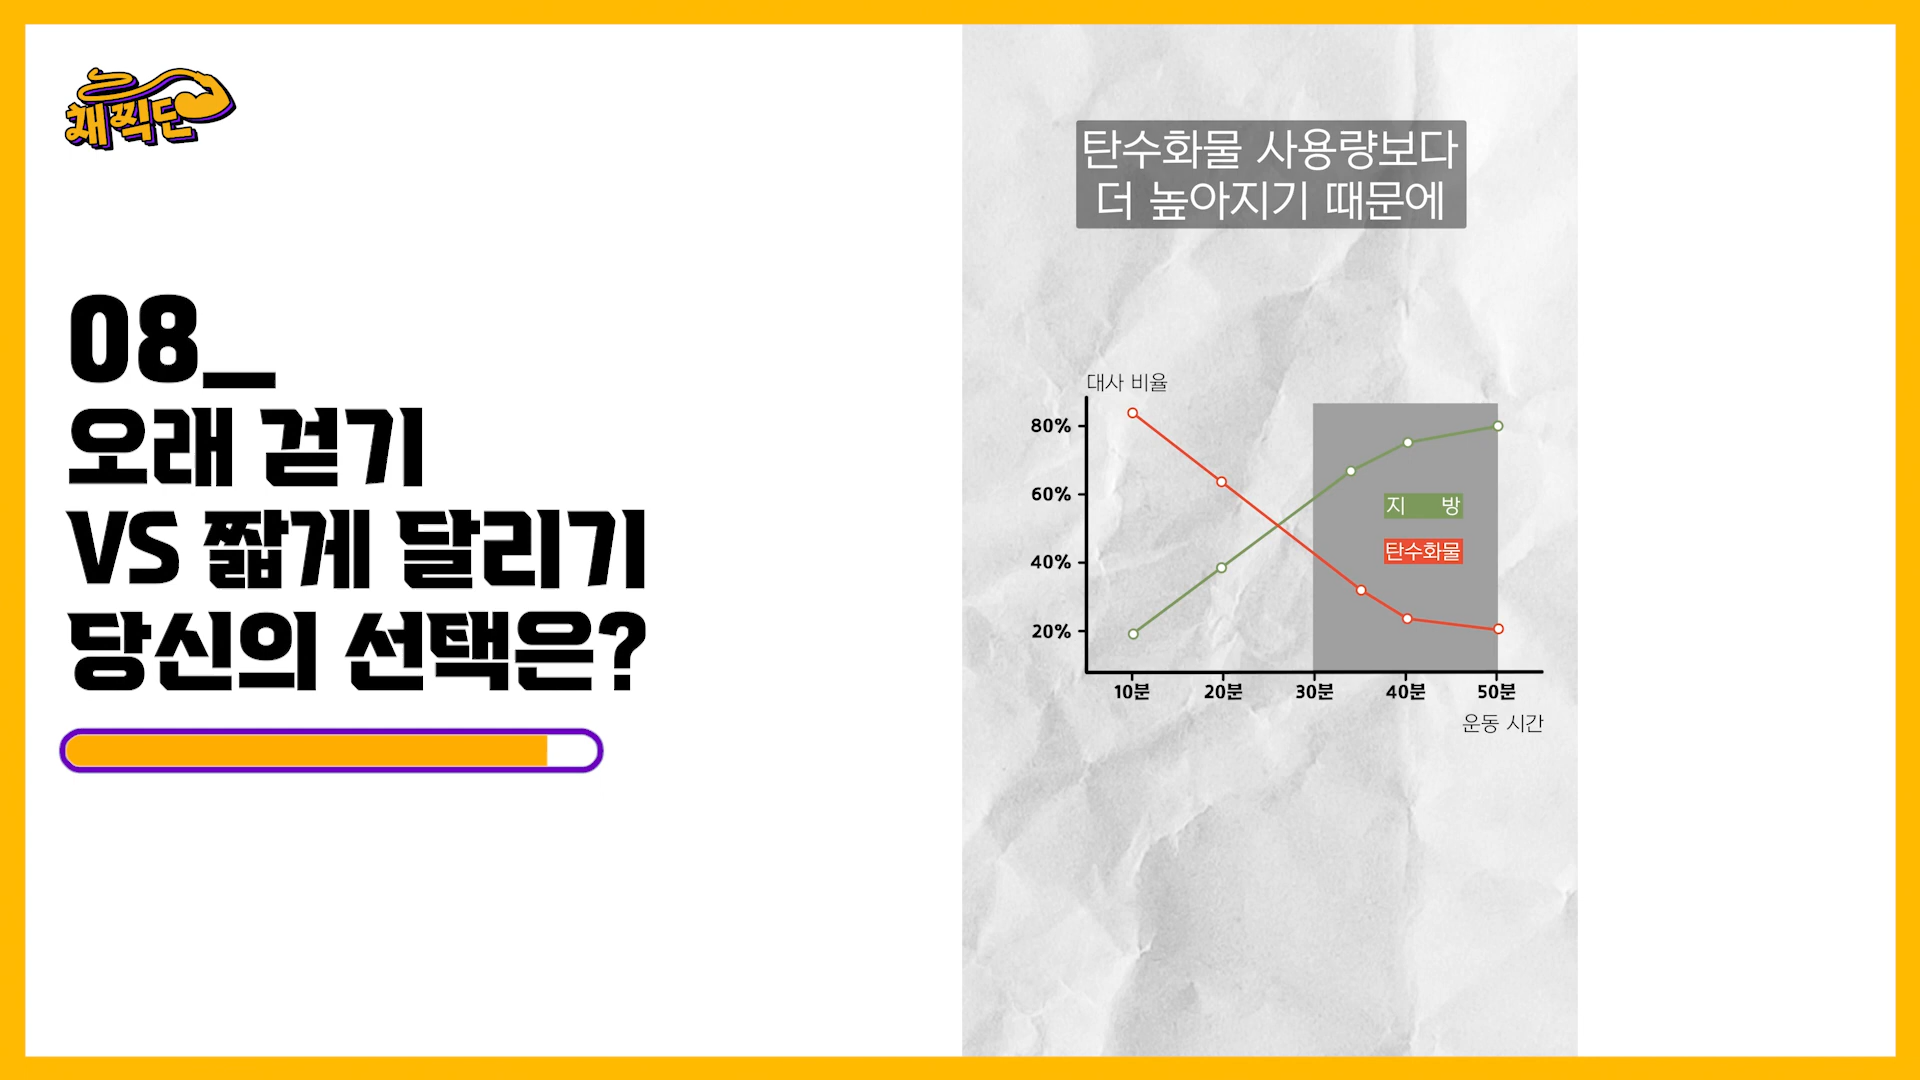 채찍단
08_
오래 걷기
VS 짧게 달리기
당신의 선택은?
탄수화물 사용량보다
더 높아지기 때문에
대사 비율
80%
60%
40%
20%
지 방
탄수화물
10분 20분 30분 40분 50분
운동 시간